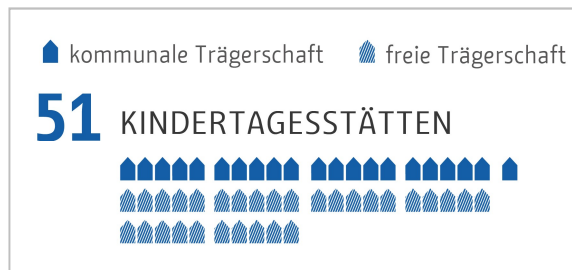 kommunale Trägerschaft freie Trägerschaft
51 KINDERTAGESSTÄTTEN